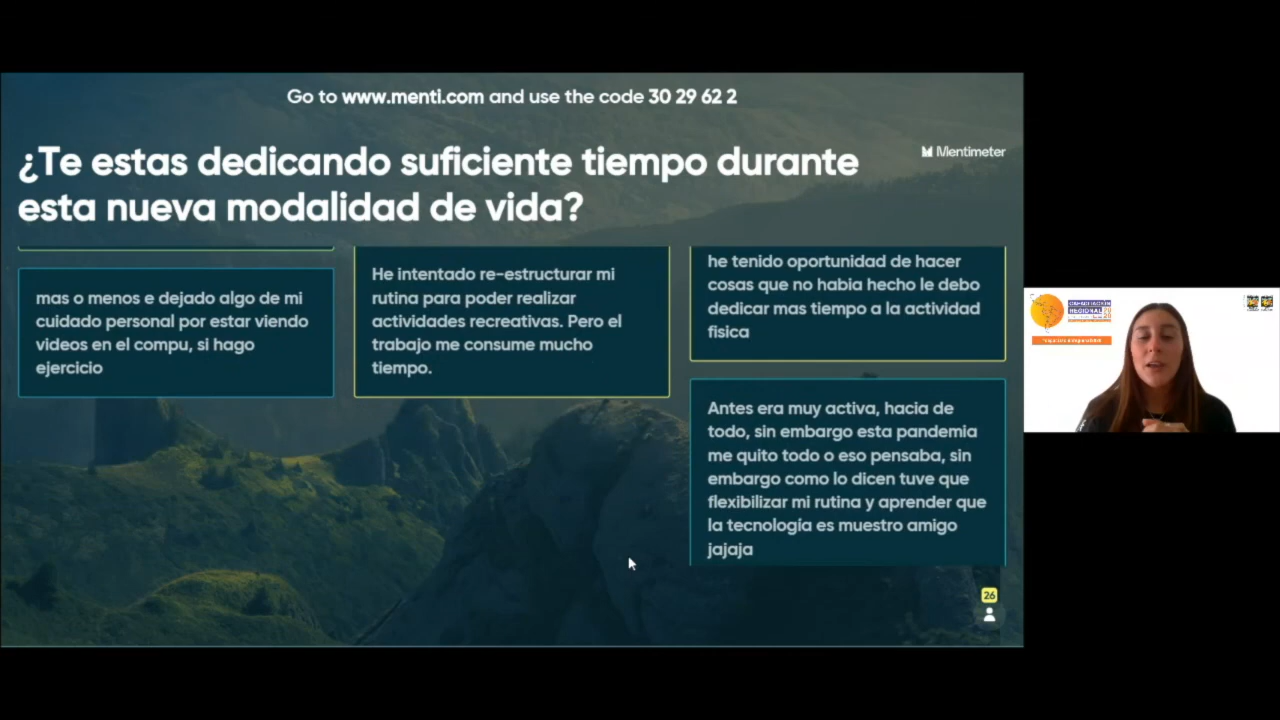 Go to www.menti.com and use the code 30 29 62 2
¿Te estas dedicando suficiente tiempo durante
esta nueva modalidad de vida?
Mentimeter
mas o menos e dejado algo de mi
cuidado personal por estar viendo
videos en el compu, si hago
ejercicio
He intentado re-estructurar mi
rutina para poder realizar
actividades recreativas. Pero el
trabajo me consume mucho
tiempo.
he tenido oportunidad de hacer
cosas que no habia hecho le debo
dedicar mas tiempo a la actividad
fisica
Antes era muy activa, hacia de
todo, sin embargo esta pandemia
me quito todo o eso pensaba, sin
embargo como lo dicen tuve que
flexibilizar mi rutina y aprender que
la tecnología es muestro amigo
jajaja
26
CAPACITACIÓN
REGIONAL